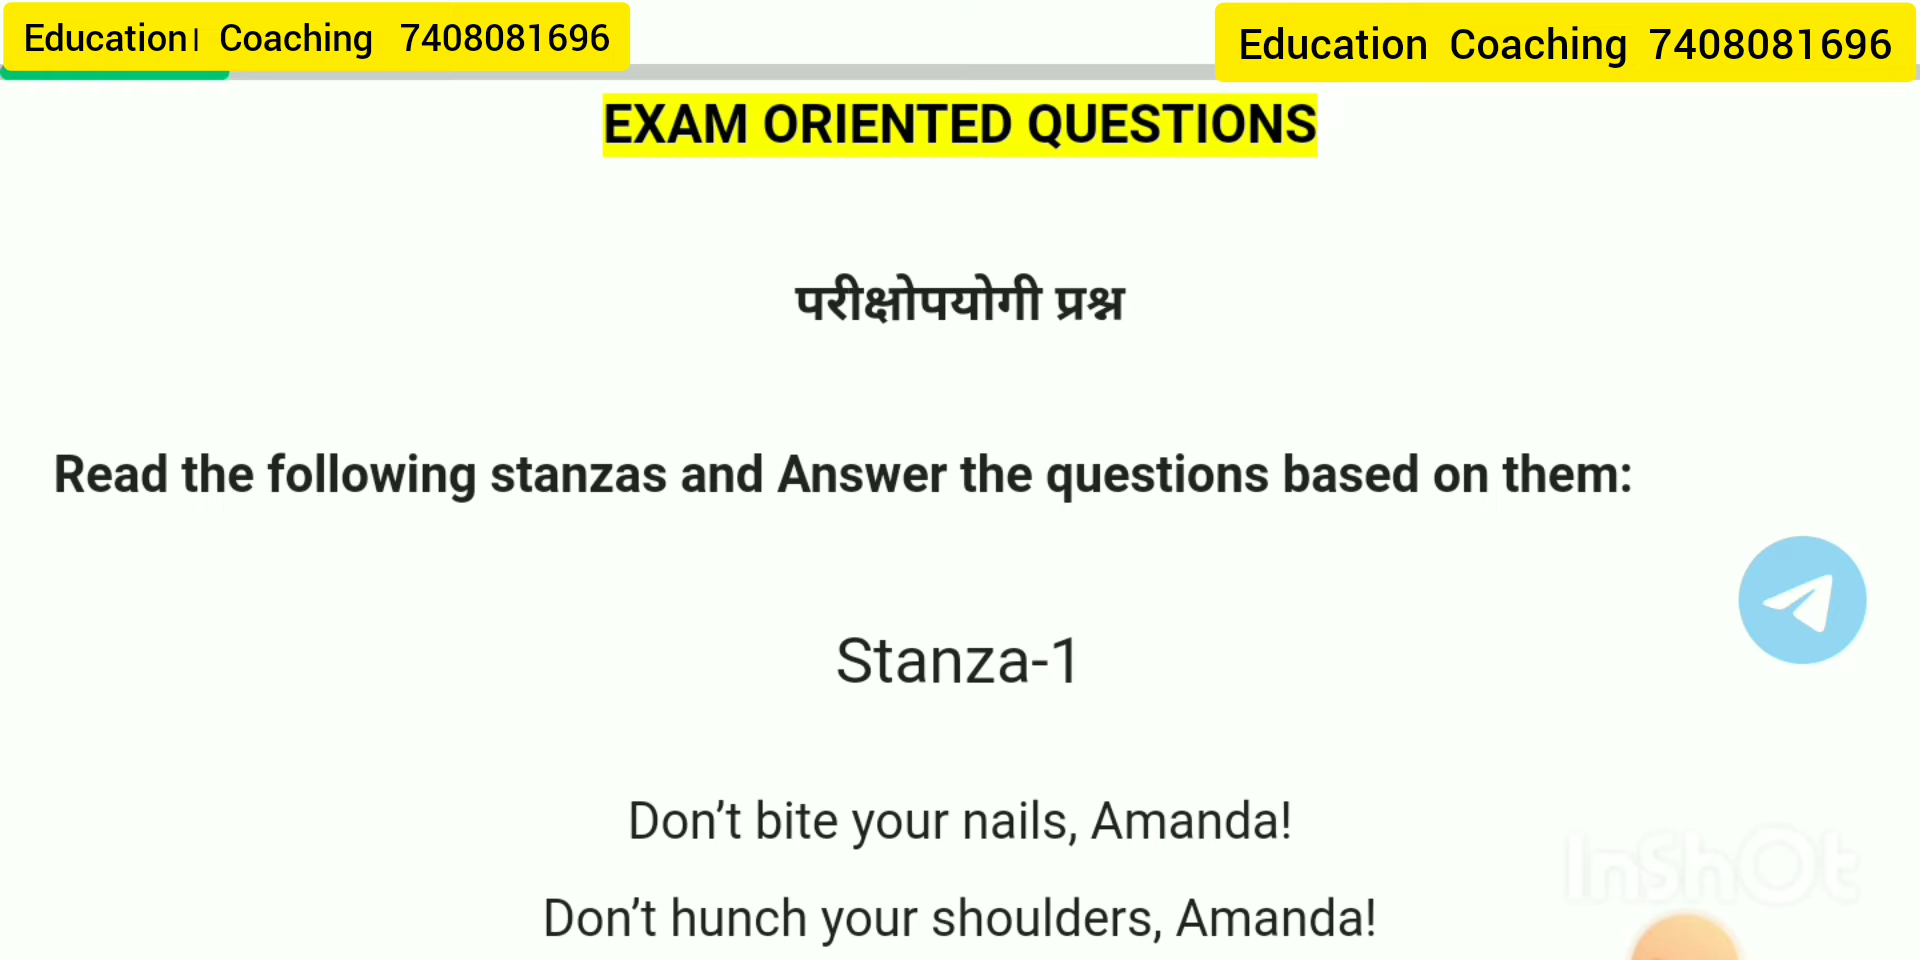 Education। Coaching 7408081696
Education Coaching 7408081696
EXAM ORIENTED QUESTIONS
परीक्षोपयोगी प्रश्न
Read the following stanzas and Answer the questions based on them:
Stanza-1
Don’t bite your nails, Amanda!
Don’t hunch your shoulders, Amanda!
InShOt